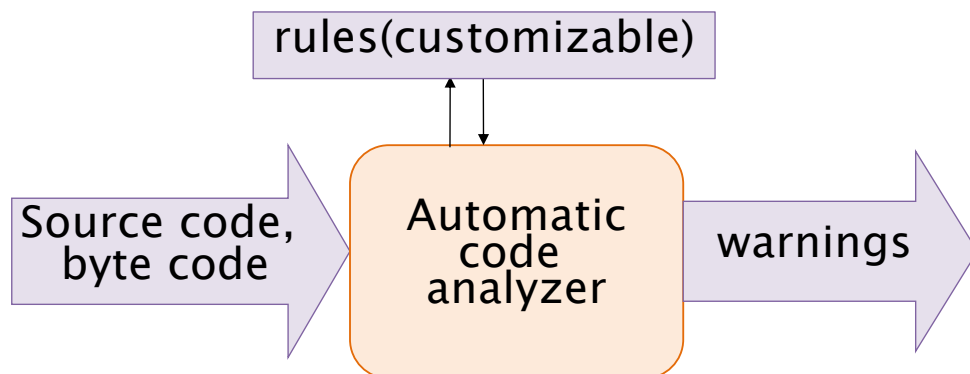 rules(customizable)
Source code,
byte code
Automatic
code
analyzer
warnings